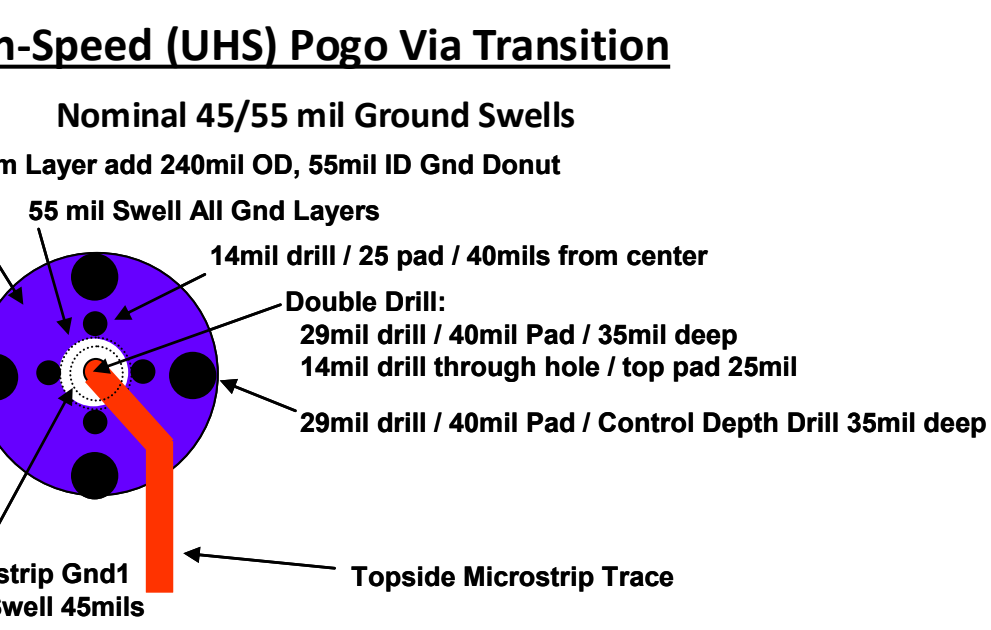 n-Speed (UHS) Pogo Via Transition
Nominal 45/55 mil Ground Swells
m Layer add 240mil OD, 55mil ID Gnd Donut
55 mil Swell All Gnd Layers
14mil drill / 25 pad / 40mils from center
Double Drill:
29mil drill / 40mil Pad / 35mil deep
14mil drill through hole / top pad 25mil
29mil drill / 40mil Pad / Control Depth Drill 35mil deep
strip Gnd1
Swell 45mils
Topside Microstrip Trace